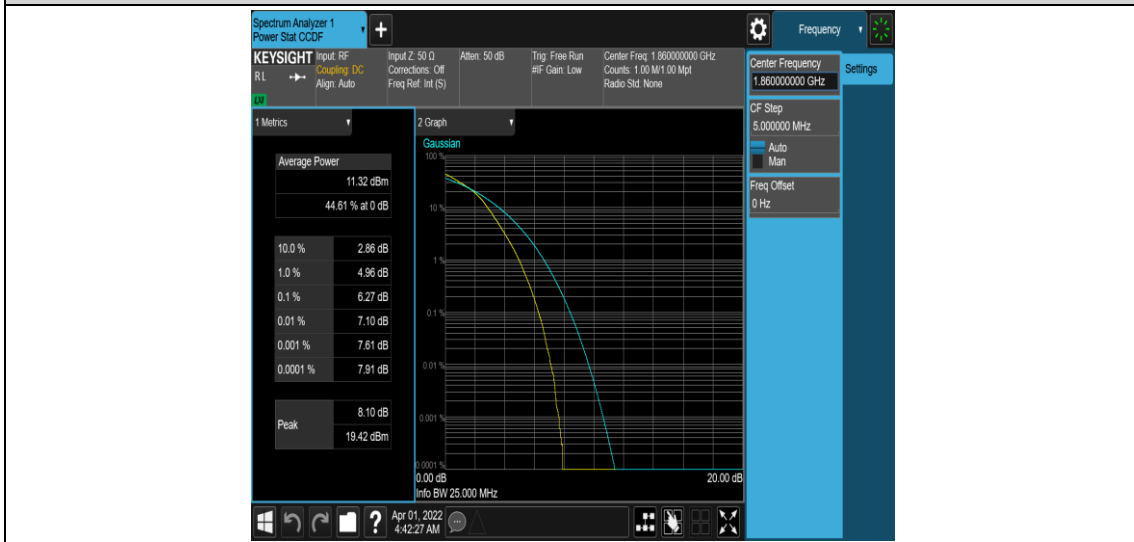 Spectrum Analyzer 1
Power Stat CCDF
+
Frequency
KEYSIGHT
RL
LXI
Input: RF
Coupling: DC
Align: Auto
Input Z: 50 Ω
Corrections: Off
Freq Ref: Int (S)
Atten: 50 dB
Trig: Free Run
#IF Gain: Low
Center Freq: 1.860000000 GHz
Counts: 1.00 M/1.00 Mpt
Radio Std: None
Center Frequency
1.860000000 GHz
Settings
CF Step
5.000000 MHz
Auto
Man
Freq Offset
0 Hz
1 Metrics
Average Power
11.32 dBm
44.61 % at 0 dB
10.0 % 2.86 dB
1.0 % 4.96 dB
0.1 % 6.27 dB
0.01 % 7.10 dB
0.001 % 7.61 dB
0.0001 % 7.91 dB
Peak 8.10 dB
19.42 dBm
2 Graph
Gaussian
100 %
10 %
1 %
0.1 %
0.01 %
0.001 %
0.0001 %
0.00 dB 20.00 dB
Info BW 25.000 MHz
?
Apr 01, 2022
4:42:27 AM